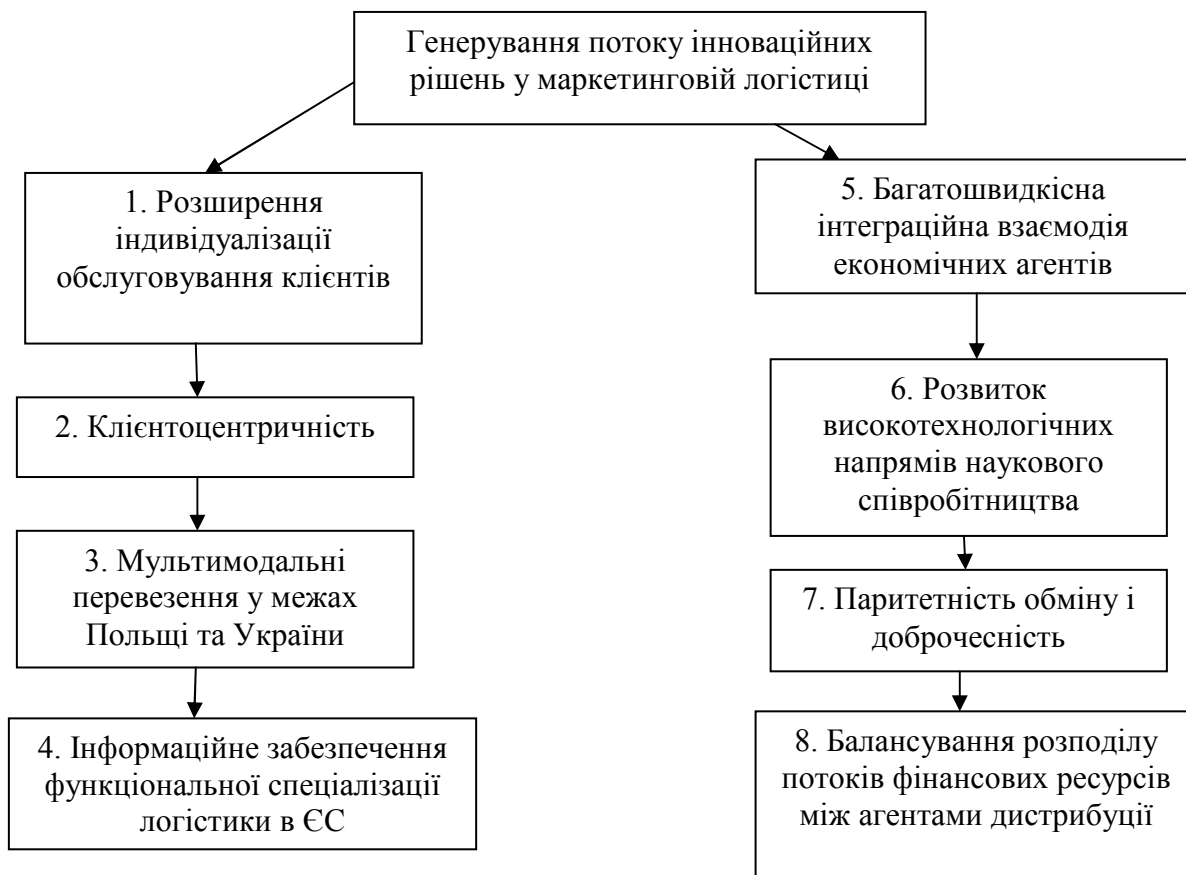 Генерування потоку інноваційних
рішень у маркетинговій логістиці
1. Розширення
індивідуалізації
обслуговування клієнтів
2. Клієнтоцентричність
3. Мультимодальні
перевезення у межах
Польщі та України
4. Інформаційне забезпечення
функціональної спеціалізації
логістики в ЄС
5. Багатошвидкісна
інтеграційна взаємодія
економічних агентів
6. Розвиток
високотехнологічних
напрямів наукового
співробітництва
7. Паритетність обміну і
доброчесність
8. Балансування розподілу
потоків фінансових ресурсів
між агентами дистрибуції